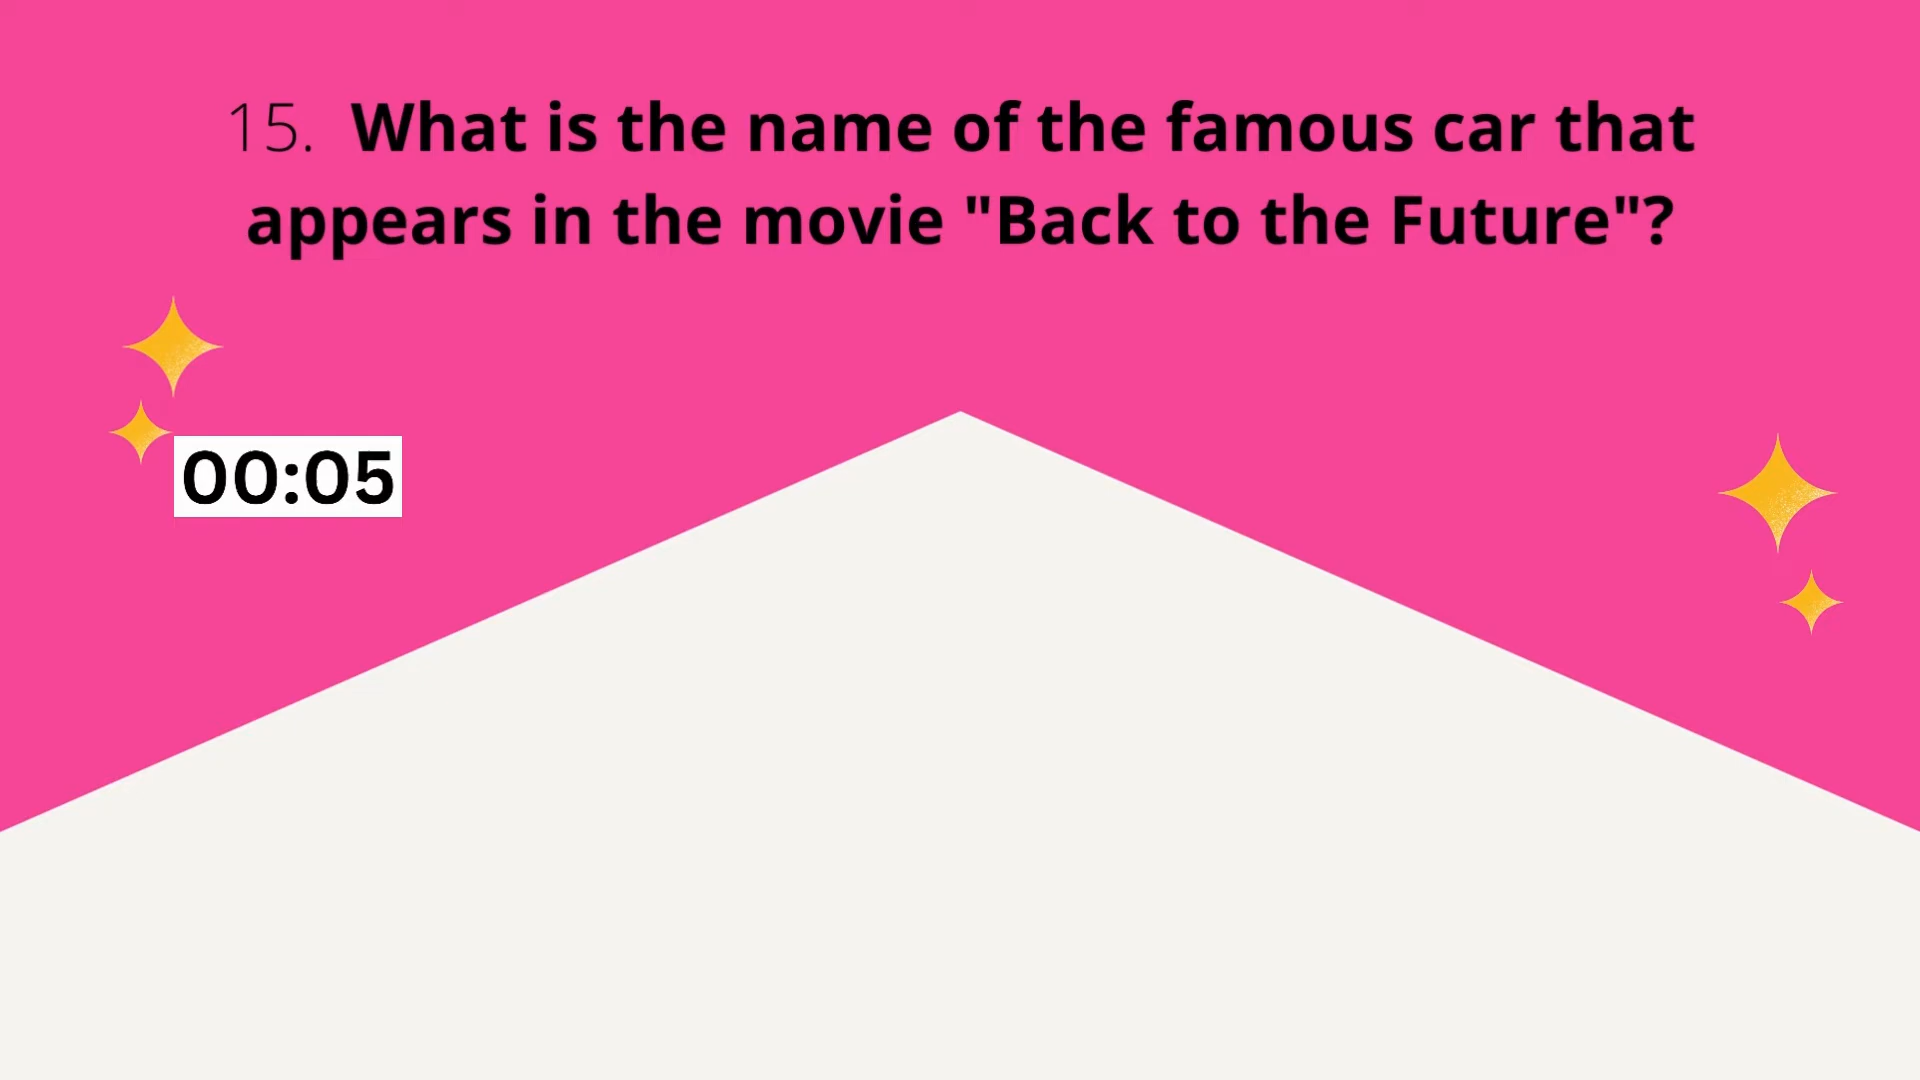 15. What is the name of the famous car that
appears in the movie "Back to the Future"?
00:05